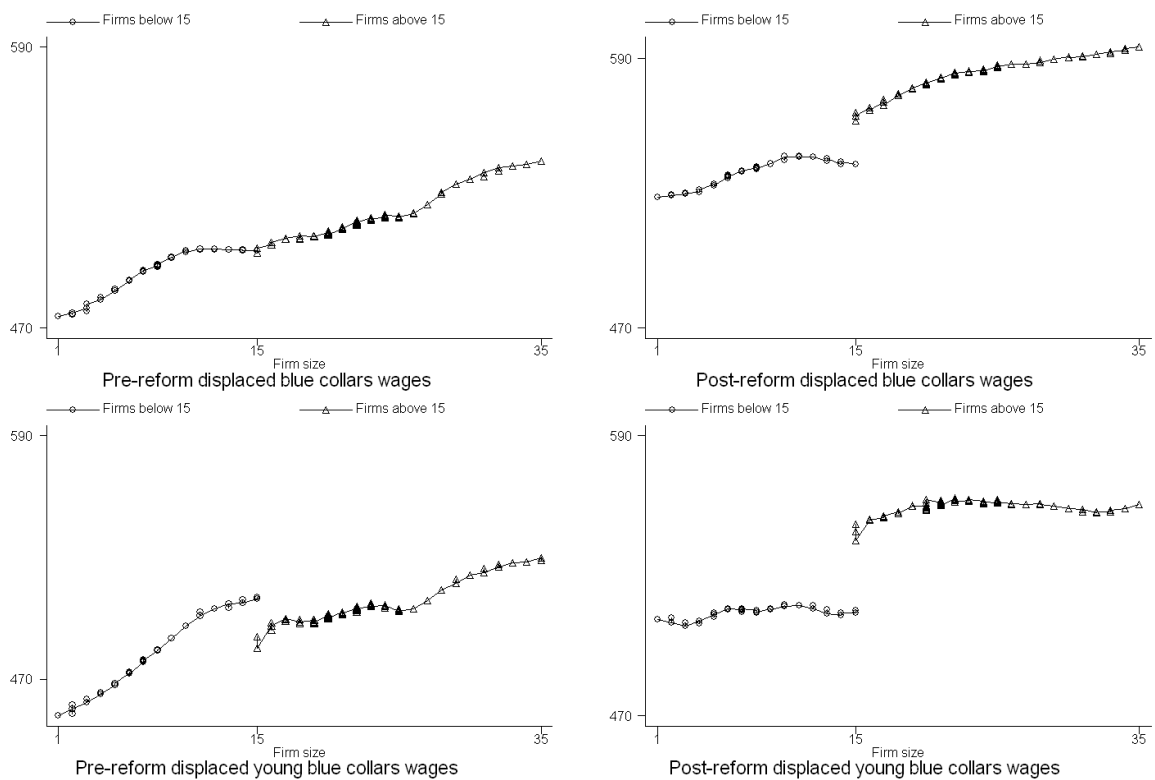 Firms below 15 Firms above 15
590
470
1 15 35
Firm size
Pre-reform displaced blue collars wages
Firms below 15 Firms above 15
590
470
1 15 35
Firm size
Post-reform displaced blue collars wages
Firms below 15 Firms above 15
590
470
1 15 35
Firm size
Pre-reform displaced young blue collars wages
Firms below 15 Firms above 15
590
470
1 15 35
Firm size
Post-reform displaced young blue collars wages